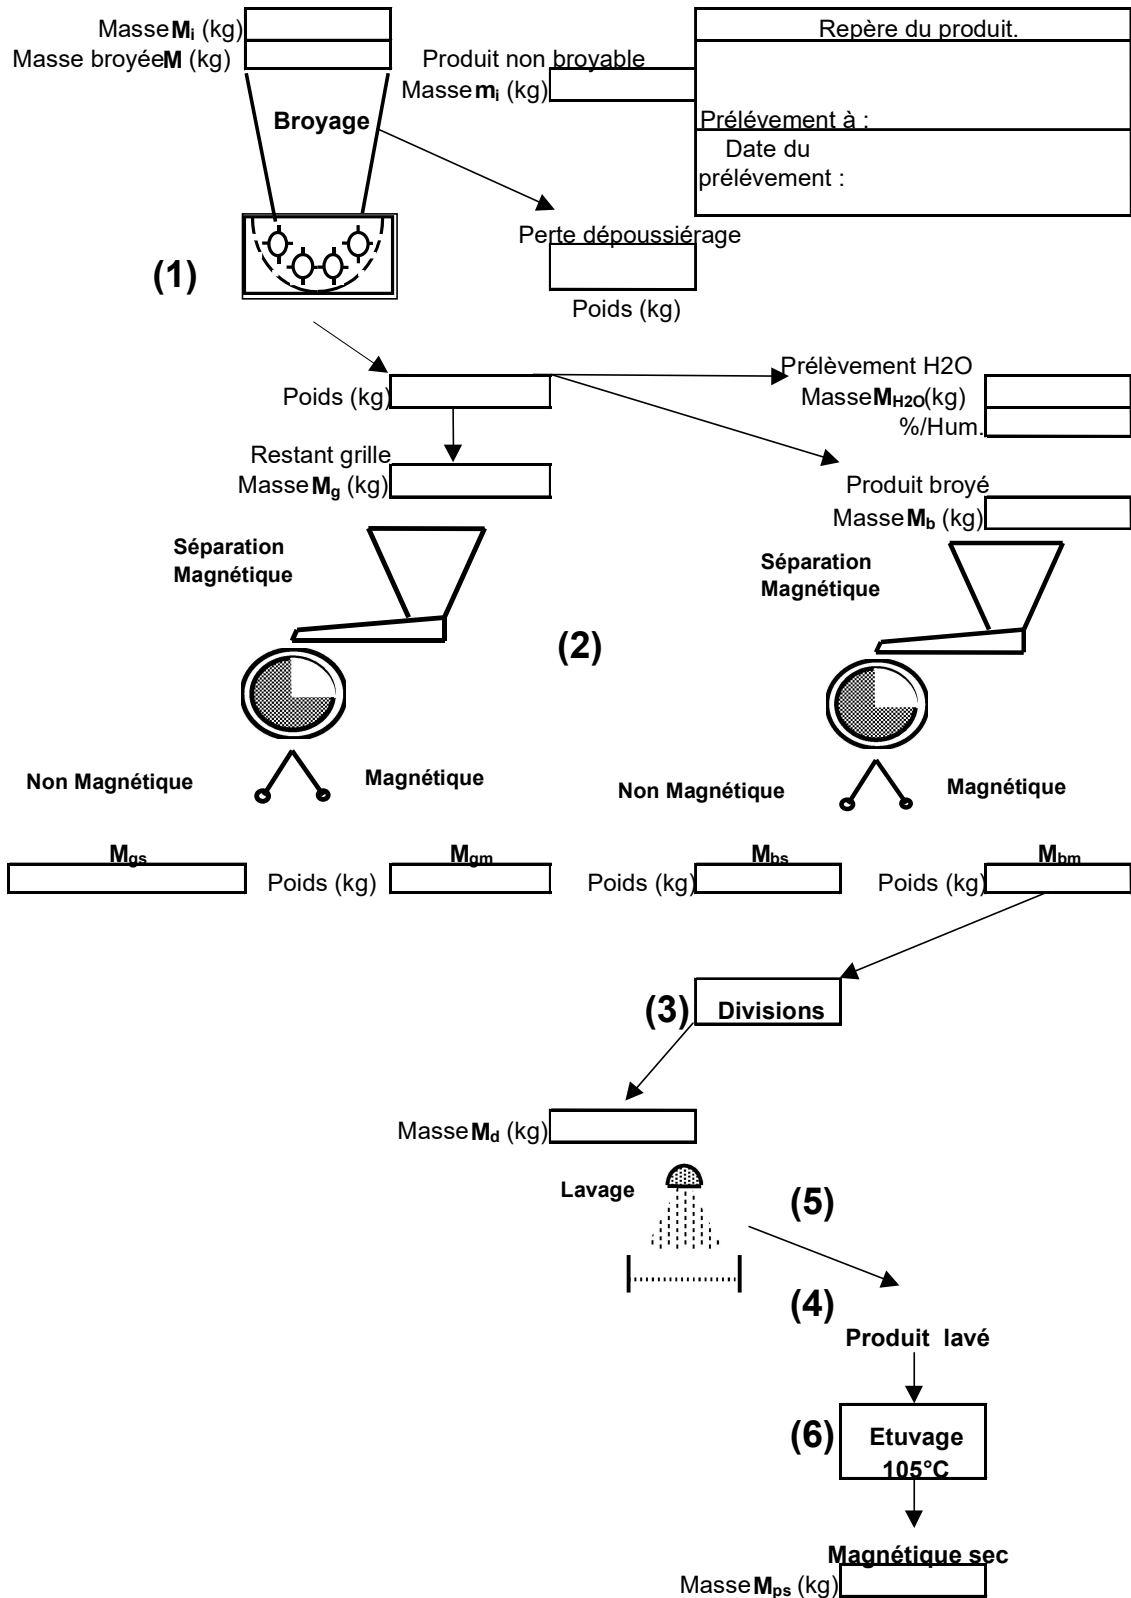 Masse Mi (kg)
Masse broyée M (kg)
Produit non broyable
Masse mi (kg)
Repère du produit.
Prélévement à :
Date du
prélévement :
Broyage
Perte dépoussiérage
Poids (kg)
(1)
Poids (kg)
Prélèvement H2O
Masse MH2O (kg)
%/Hum.
Restant grille
Masse Mg (kg)
Produit broyé
Masse Mb (kg)
Séparation
Magnétique
Séparation
Magnétique
(2)
Non Magnétique
Magnétique
Non Magnétique
Magnétique
Mgs
Poids (kg)
Mgm
Poids (kg)
Mbs
Poids (kg)
Mbm
(3)
Divisions
Masse Md (kg)
Lavage
(5)
(4)
Produit lavé
(6)
Etuvage
105°C
Magnétique sec
Masse Mps (kg)